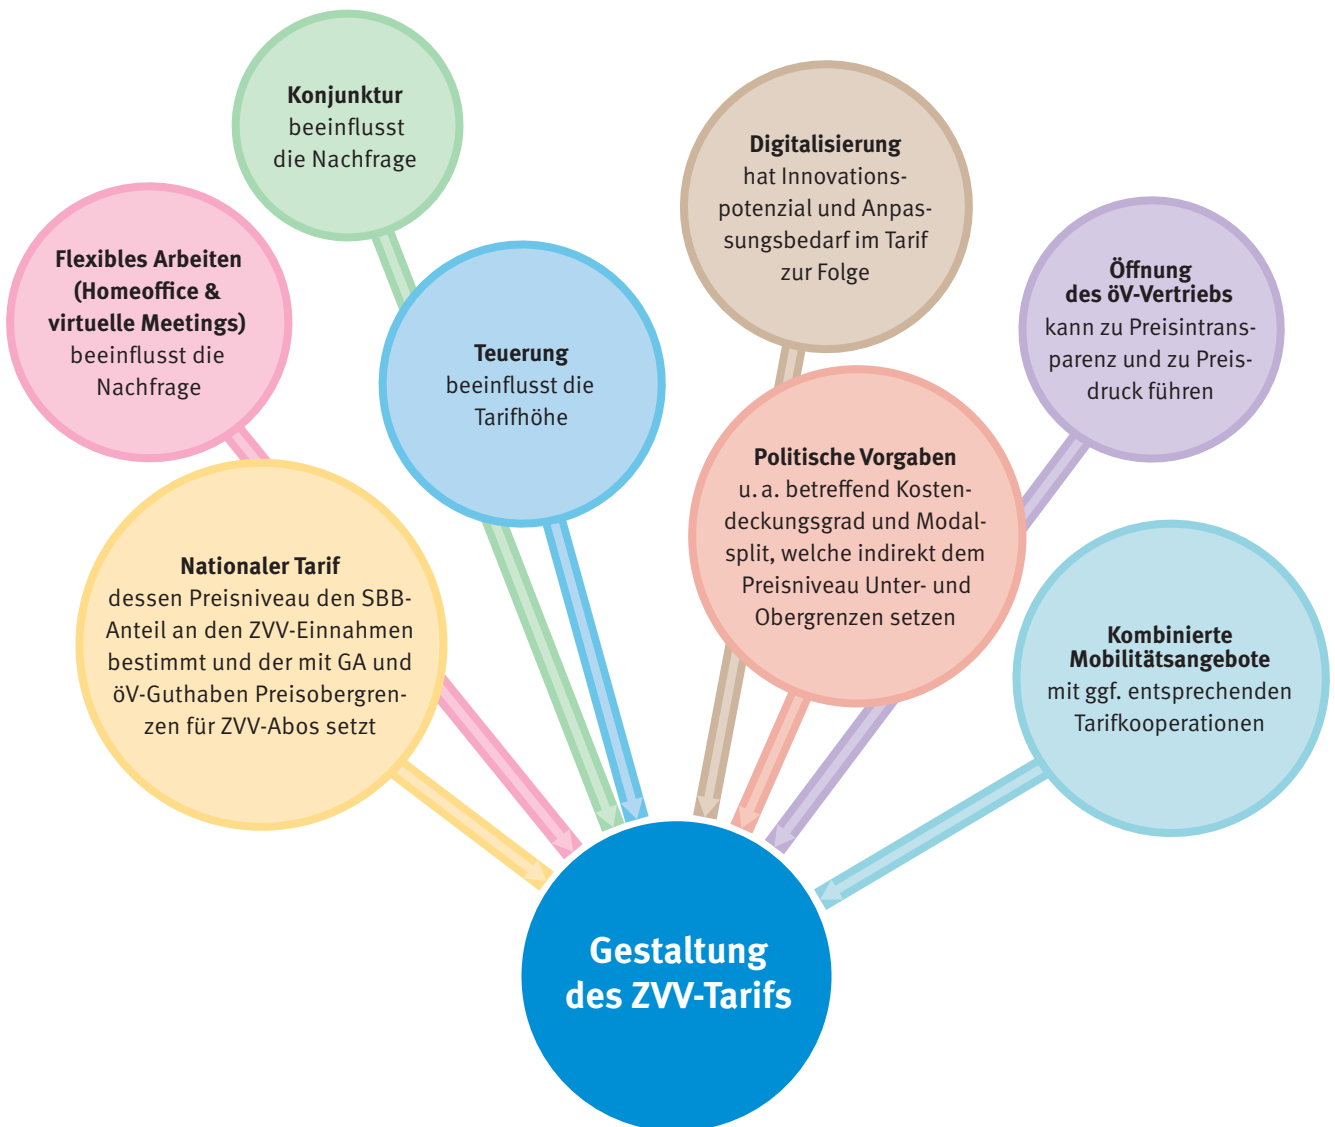 Konjunktur
beeinflusst
die Nachfrage
Digitalisierung
hat Innovations-
potenzial und Anpas-
sungsbedarf im Tarif
zur Folge
Flexibles Arbeiten
(Homeoffice &
virtuelle Meetings)
beeinflusst die
Nachfrage
Öffnung
des öV-Vertriebs
kann zu Preisintrans-
parenz und zu Preis-
druck führen
Teuerung
beeinflusst die
Tarifhöhe
Politische Vorgaben
u. a. betreffend Kosten-
deckungsgrad und Modal-
split, welche indirekt dem
Preisniveau Unter- und
Obergrenzen setzen
Nationaler Tarif
dessen Preisniveau den SBB-
Anteil an den ZVV-Einnahmen
bestimmt und der mit GA und
öV-Guthaben Preisobergren-
zen für ZVV-Abos setzt
Kombinierte
Mobilitätsangebote
mit ggf. entsprechenden
Tarifkooperationen
Gestaltung
des ZVV-Tarifs